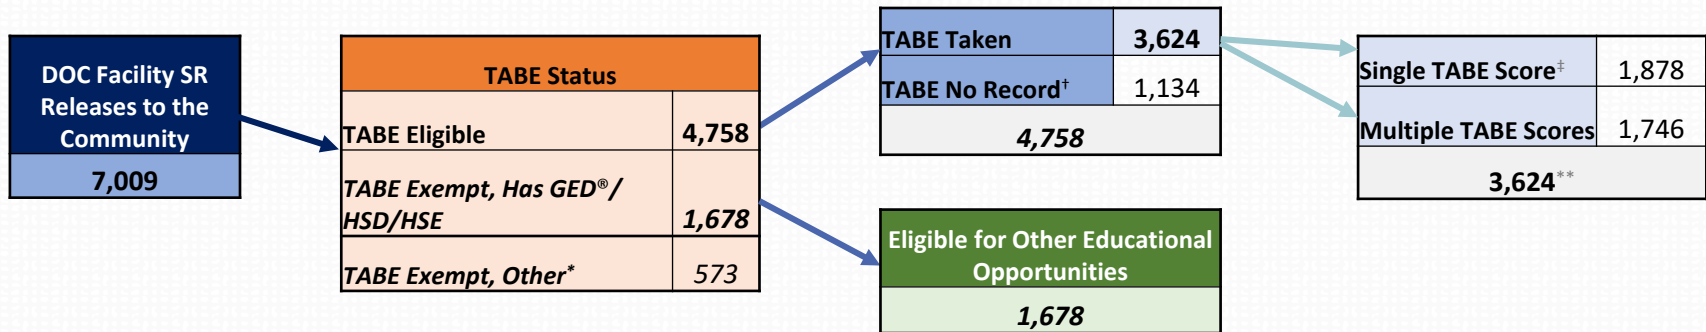 DOC Facility SR
Releases to the
Community
7,009
TABE Status
TABE Eligible 4,758
TABE Exempt, Has GED®/
HSD/HSE 1,678
TABE Exempt, Other* 573
TABE Taken 3,624
TABE No Record† 1,134
4,758
Eligible for Other Educational
Opportunities
1,678
Single TABE Score‡ 1,878
Multiple TABE Scores 1,746
3,624**